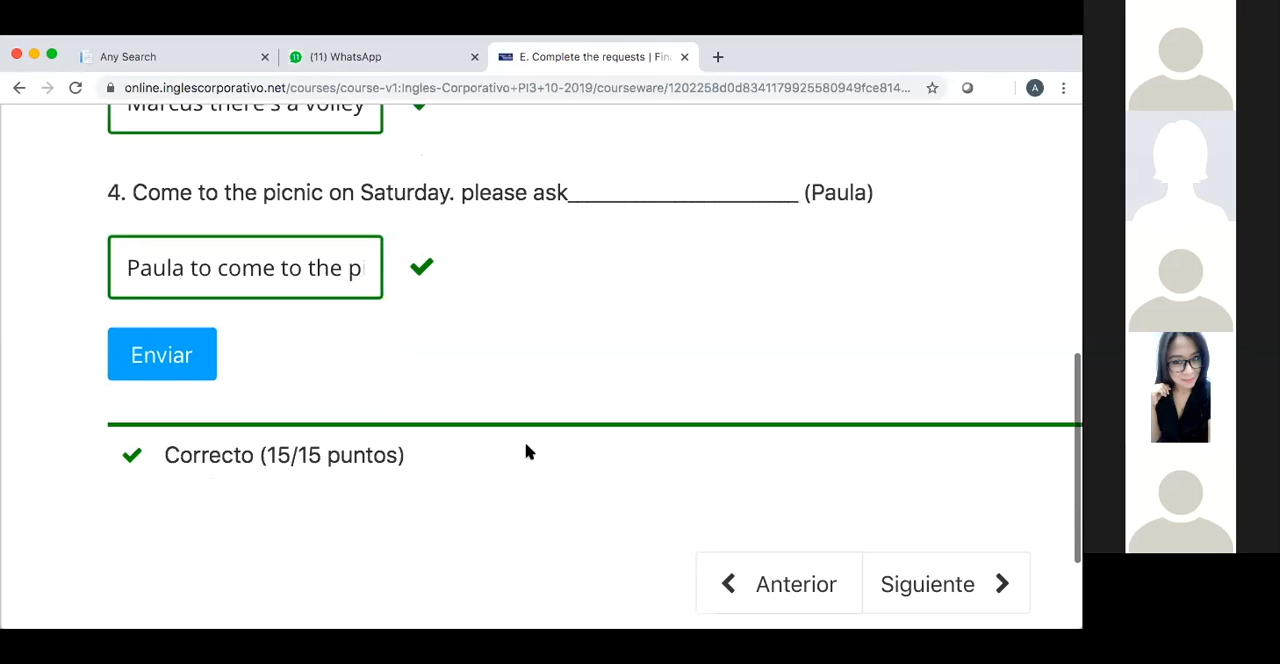 Any Search
(11) WhatsApp
E. Complete the requests | Fin
online.inglescorporativo.net/courses/course-v1:Ingles-Corporativo+PI3+10-2019/courseware/1202258d0d8341179925580949fce814...
A
Marcus there's a volley
4. Come to the picnic on Saturday. please ask____________________ (Paula)
Paula to come to the pi
Enviar
Correcto (15/15 puntos)
Anterior
Siguiente